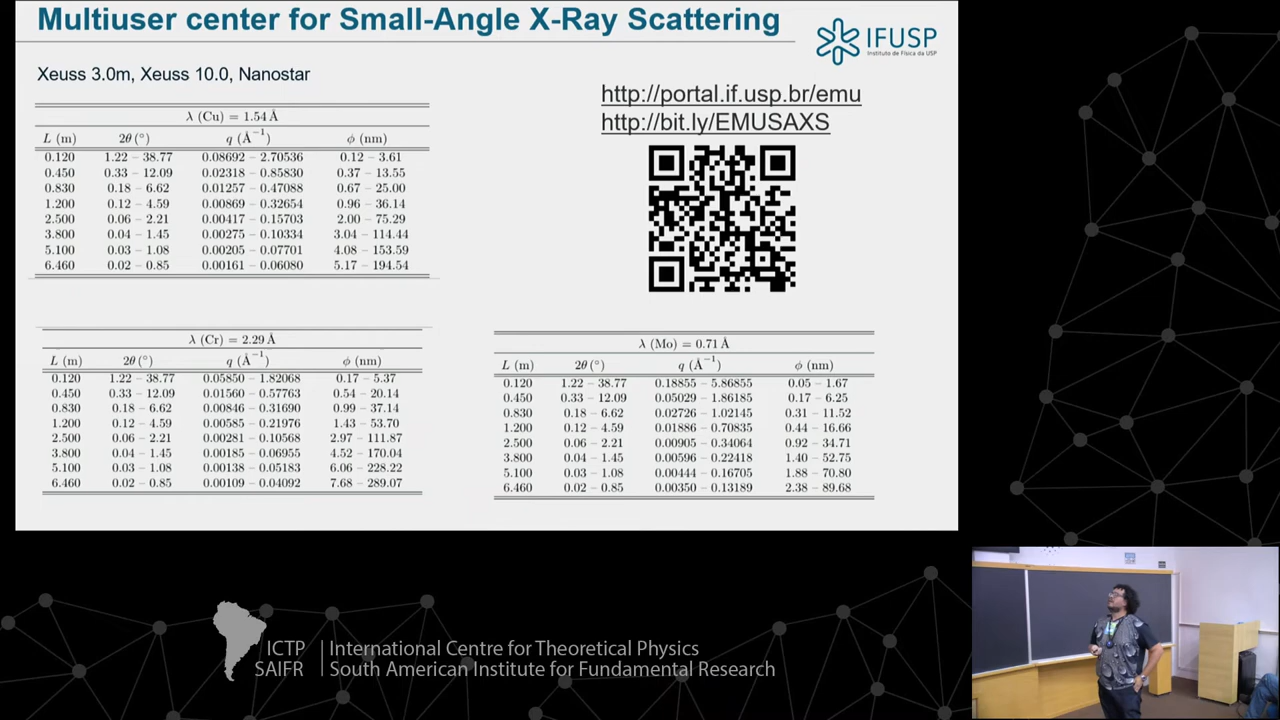 Multiuser center for Small-Angle X-Ray Scattering
IFUSP
Instituto de Física da USP
Xeuss 3.0m, Xeuss 10.0, Nanostar
http://portal.if.usp.br/emu
http://bit.ly/EMUSAXS
λ (Cu) = 1.54 Å
L (m) 2θ (°) q (Å⁻¹) ϕ (nm)
0.120 1.22 – 38.77 0.08692 – 2.70536 0.12 – 3.61
0.450 0.33 – 12.09 0.02318 – 0.85830 0.37 – 13.55
0.830 0.18 – 6.62 0.01257 – 0.47088 0.67 – 25.00
1.200 0.12 – 4.59 0.00869 – 0.32654 0.96 – 36.14
2.500 0.06 – 2.21 0.00417 – 0.15703 2.00 – 75.29
3.800 0.04 – 1.45 0.00275 – 0.10334 3.04 – 114.44
5.100 0.03 – 1.08 0.00205 – 0.07701 4.08 – 153.59
6.460 0.02 – 0.85 0.00161 – 0.06080 5.17 – 194.54
λ (Cr) = 2.29 Å
L (m) 2θ (°) q (Å⁻¹) ϕ (nm)
0.120 1.22 – 38.77 0.05850 – 1.82068 0.17 – 5.37
0.450 0.33 – 12.09 0.01560 – 0.57763 0.54 – 20.14
0.830 0.18 – 6.62 0.00846 – 0.31690 0.99 – 37.14
1.200 0.12 – 4.59 0.00585 – 0.21976 1.43 – 53.70
2.500 0.06 – 2.21 0.00281 – 0.10568 2.97 – 111.87
3.800 0.04 – 1.45 0.00185 – 0.06955 4.52 – 170.04
5.100 0.03 – 1.08 0.00138 – 0.05183 6.06 – 228.22
6.460 0.02 – 0.85 0.00109 – 0.04092 7.68 – 289.07
λ (Mo) = 0.71 Å
L (m) 2θ (°) q (Å⁻¹) ϕ (nm)
0.120 1.22 – 38.77 0.18855 – 5.86855 0.05 – 1.67
0.450 0.33 – 12.09 0.05029 – 1.86185 0.17 – 6.25
0.830 0.18 – 6.62 0.02726 – 1.02145 0.31 – 11.52
1.200 0.12 – 4.59 0.01886 – 0.70835 0.44 – 16.66
2.500 0.06 – 2.21 0.00905 – 0.34064 0.92 – 34.71
3.800 0.04 – 1.45 0.00596 – 0.22418 1.40 – 52.75
5.100 0.03 – 1.08 0.00444 – 0.16705 1.88 – 70.80
6.460 0.02 – 0.85 0.00350 – 0.13189 2.38 – 89.68
ICTP International Centre for Theoretical Physics
SAIFR South American Institute for Fundamental Research